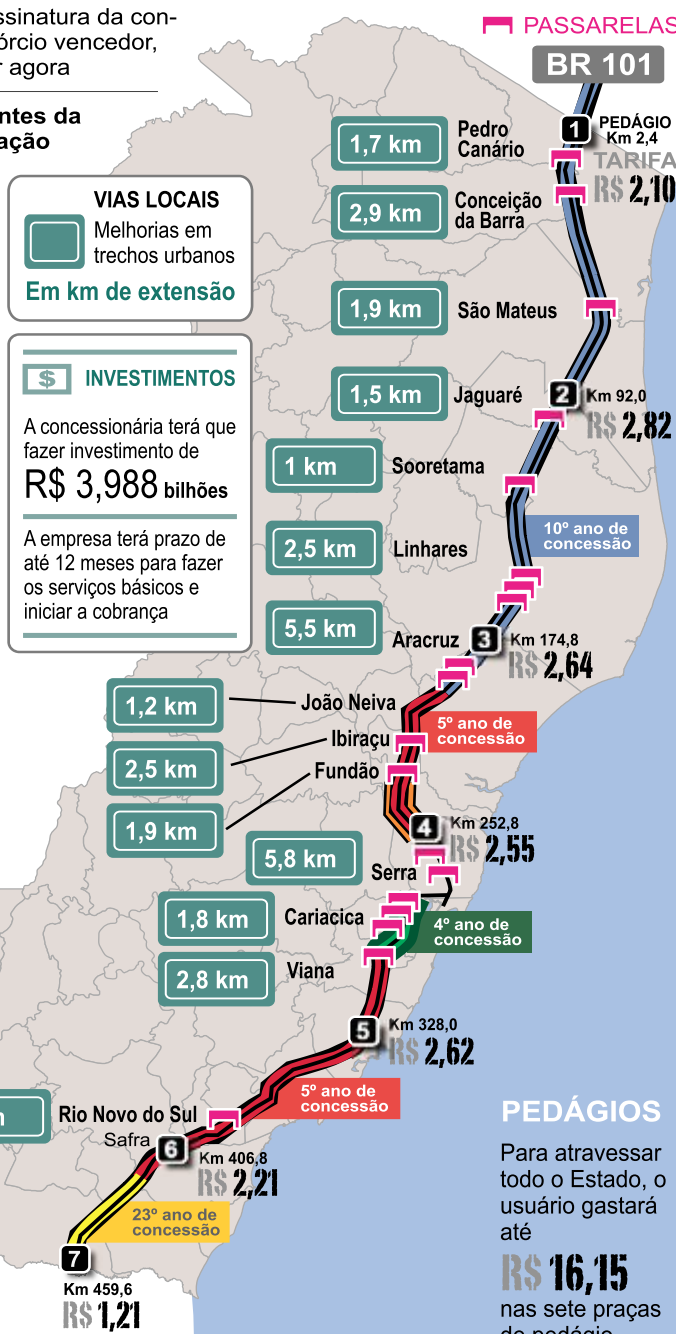 ssinatura da con-
órcio vencedor,
r agora
ntes da
ação
PASSARELAS
BR 101
1
PEDÁGIO
Km 2,4
TARIFA
R$ 2,10
1,7 km
Pedro
Canário
2,9 km
Conceição
da Barra
VIAS LOCAIS
Melhorias em
trechos urbanos
Em km de extensão
1,9 km
São Mateus
$ INVESTIMENTOS
A concessionária terá que
fazer investimento de
R$ 3,988 bilhões
A empresa terá prazo de
até 12 meses para fazer
os serviços básicos e
iniciar a cobrança
1,5 km
Jaguaré
2
Km 92,0
R$ 2,82
1 km
Sooretama
10º ano de
concessão
2,5 km
Linhares
5,5 km
Aracruz
3
Km 174,8
R$ 2,64
1,2 km
João Neiva
5º ano de
concessão
2,5 km
Ibiraçu
1,9 km
Fundão
4
Km 252,8
R$ 2,55
5,8 km
Serra
1,8 km
Cariacica
4º ano de
concessão
2,8 km
Viana
5
Km 328,0
R$ 2,62
5º ano de
concessão
Rio Novo do Sul
Safra
6
Km 406,8
R$ 2,21
23º ano de
concessão
7
Km 459,6
R$ 1,21
PEDÁGIOS
Para atravessar
todo o Estado, o
usuário gastará
até
R$ 16,15
nas sete praças
de pedágio